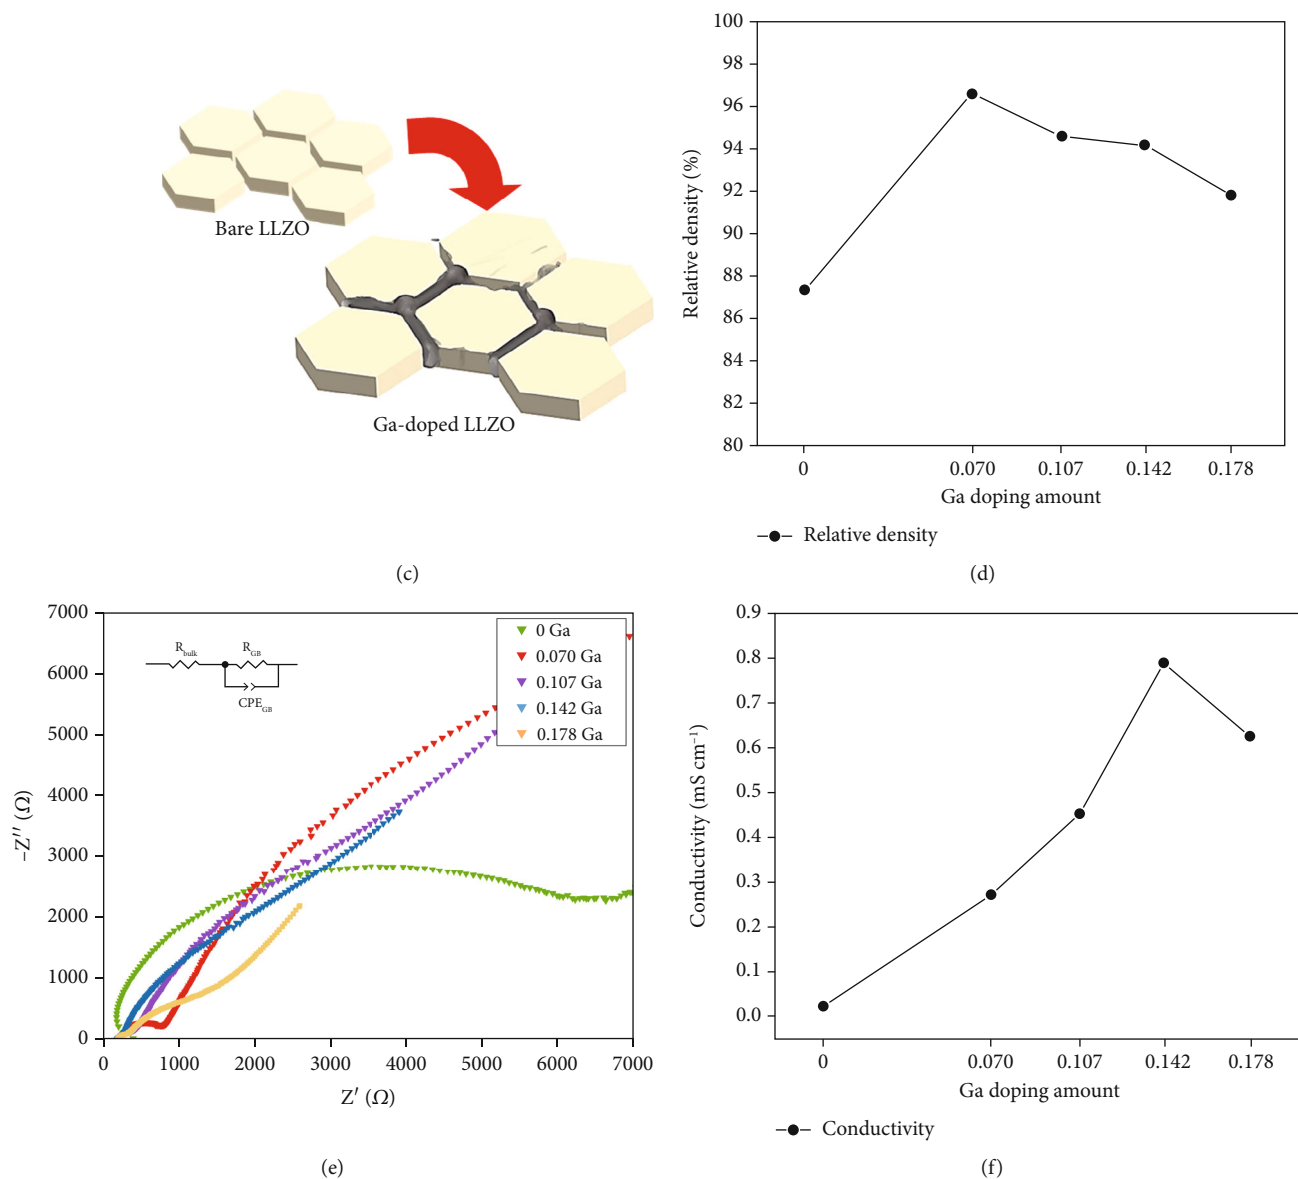 Bare LLZO
Ga-doped LLZO
(c)
100
98
96
94
92
90
88
86
84
82
80
Relative density (%)
0 0.070 0.107 0.142 0.178
Ga doping amount
Relative density
(d)
7000
6000
5000
4000
3000
2000
1000
0
–Z″ (Ω)
R_bulk R_GB
CPE_GB
0 Ga
0.070 Ga
0.107 Ga
0.142 Ga
0.178 Ga
0 1000 2000 3000 4000 5000 6000 7000
Z′ (Ω)
(e)
0.9
0.8
0.7
0.6
0.5
0.4
0.3
0.2
0.1
0.0
Conductivity (mS cm⁻¹)
0 0.070 0.107 0.142 0.178
Ga doping amount
Conductivity
(f)